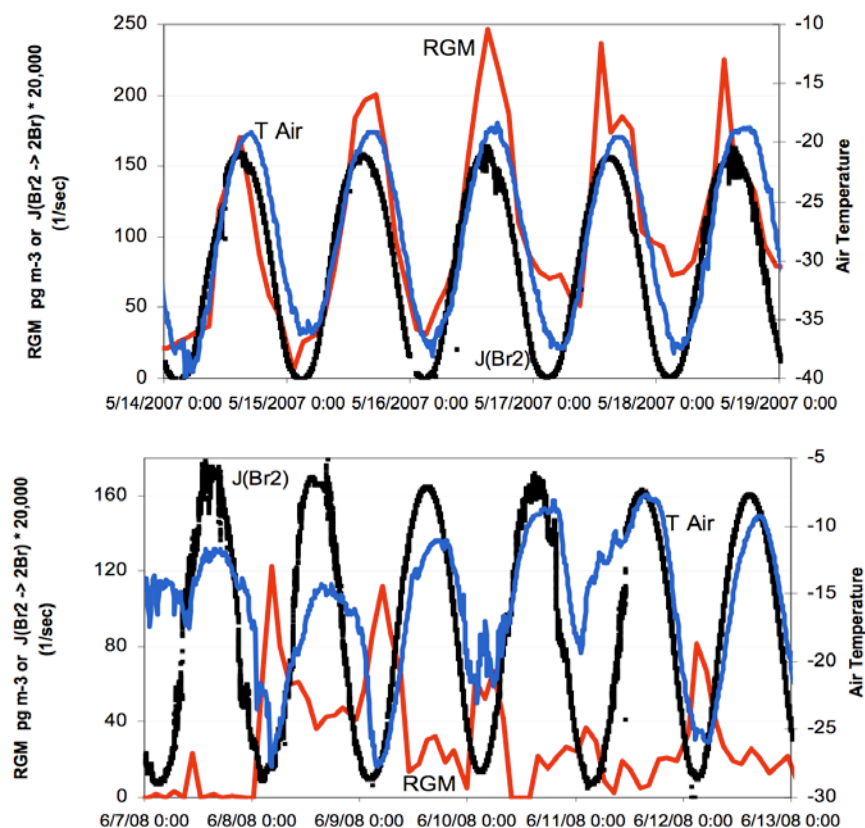 250
200
150
100
50
0
RGM pg m-3 or J(Br2 -> 2Br) * 20,000
(1/sec)
RGM
T Air
J(Br2)
-10
-15
-20
-25
-30
-35
-40
Air Temperature
5/14/2007 0:00 5/15/2007 0:00 5/16/2007 0:00 5/17/2007 0:00 5/18/2007 0:00 5/19/2007 0:00
160
120
80
40
0
RGM pg m-3 or J(Br2 -> 2Br) * 20,000
(1/sec)
J(Br2)
T Air
RGM
-5
-10
-15
-20
-25
-30
Air Temperature
6/7/08 0:00 6/8/08 0:00 6/9/08 0:00 6/10/08 0:00 6/11/08 0:00 6/12/08 0:00 6/13/08 0:00